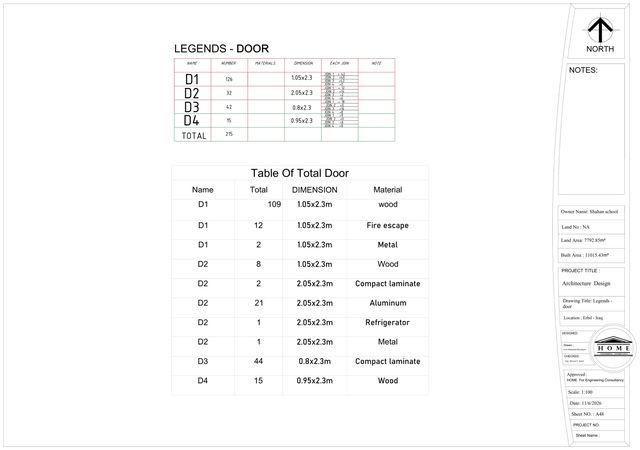 LEGENDS - DOOR
NAME NUMBER MATERIALS DIMENSION EACH JOIN NOTE
D1 126 1.05x2.3
D2 32 2.05x2.3
D3 42 0.8x2.3
D4 15 0.95x2.3
TOTAL 215
Table Of Total Door
Name Total DIMENSION Material
D1 109 1.05x2.3m wood
D1 12 1.05x2.3m Fire escape
D1 2 1.05x2.3m Metal
D2 8 1.05x2.3m Wood
D2 2 2.05x2.3m Compact laminate
D2 21 2.05x2.3m Aluminum
D2 1 2.05x2.3m Refrigerator
D2 1 2.05x2.3m Metal
D3 44 0.8x2.3m Compact laminate
D4 15 0.95x2.3m Wood
NORTH
NOTES:
Owner Name: Shahan school
Land No : NA
Land Area: 7792.85m²
Built Area : 11015.43m²
PROJECT TITLE :
Architecture Design
Drawing Title: Legends -
door
Location : Erbil - Iraq
DESIGNED
CHECKED
HOME
Approved :
HOME For Engineering Consultancy
Scale: 1:100
Date: 11/6/2026
Sheet NO. : A48
PROJECT NO.
Sheet Name :